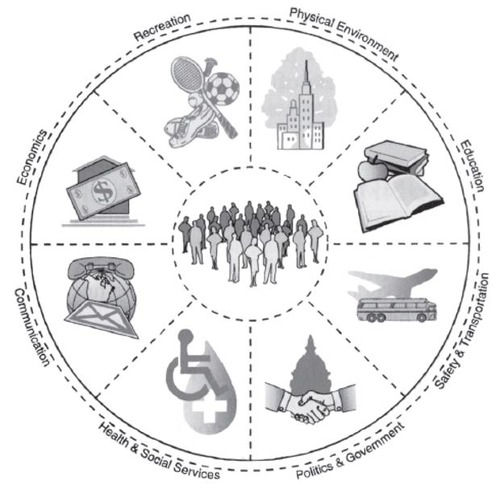 Recreation
Physical Environment
Economics
Education
Communication
Safety & Transportation
Health & Social Services
Politics & Government
$